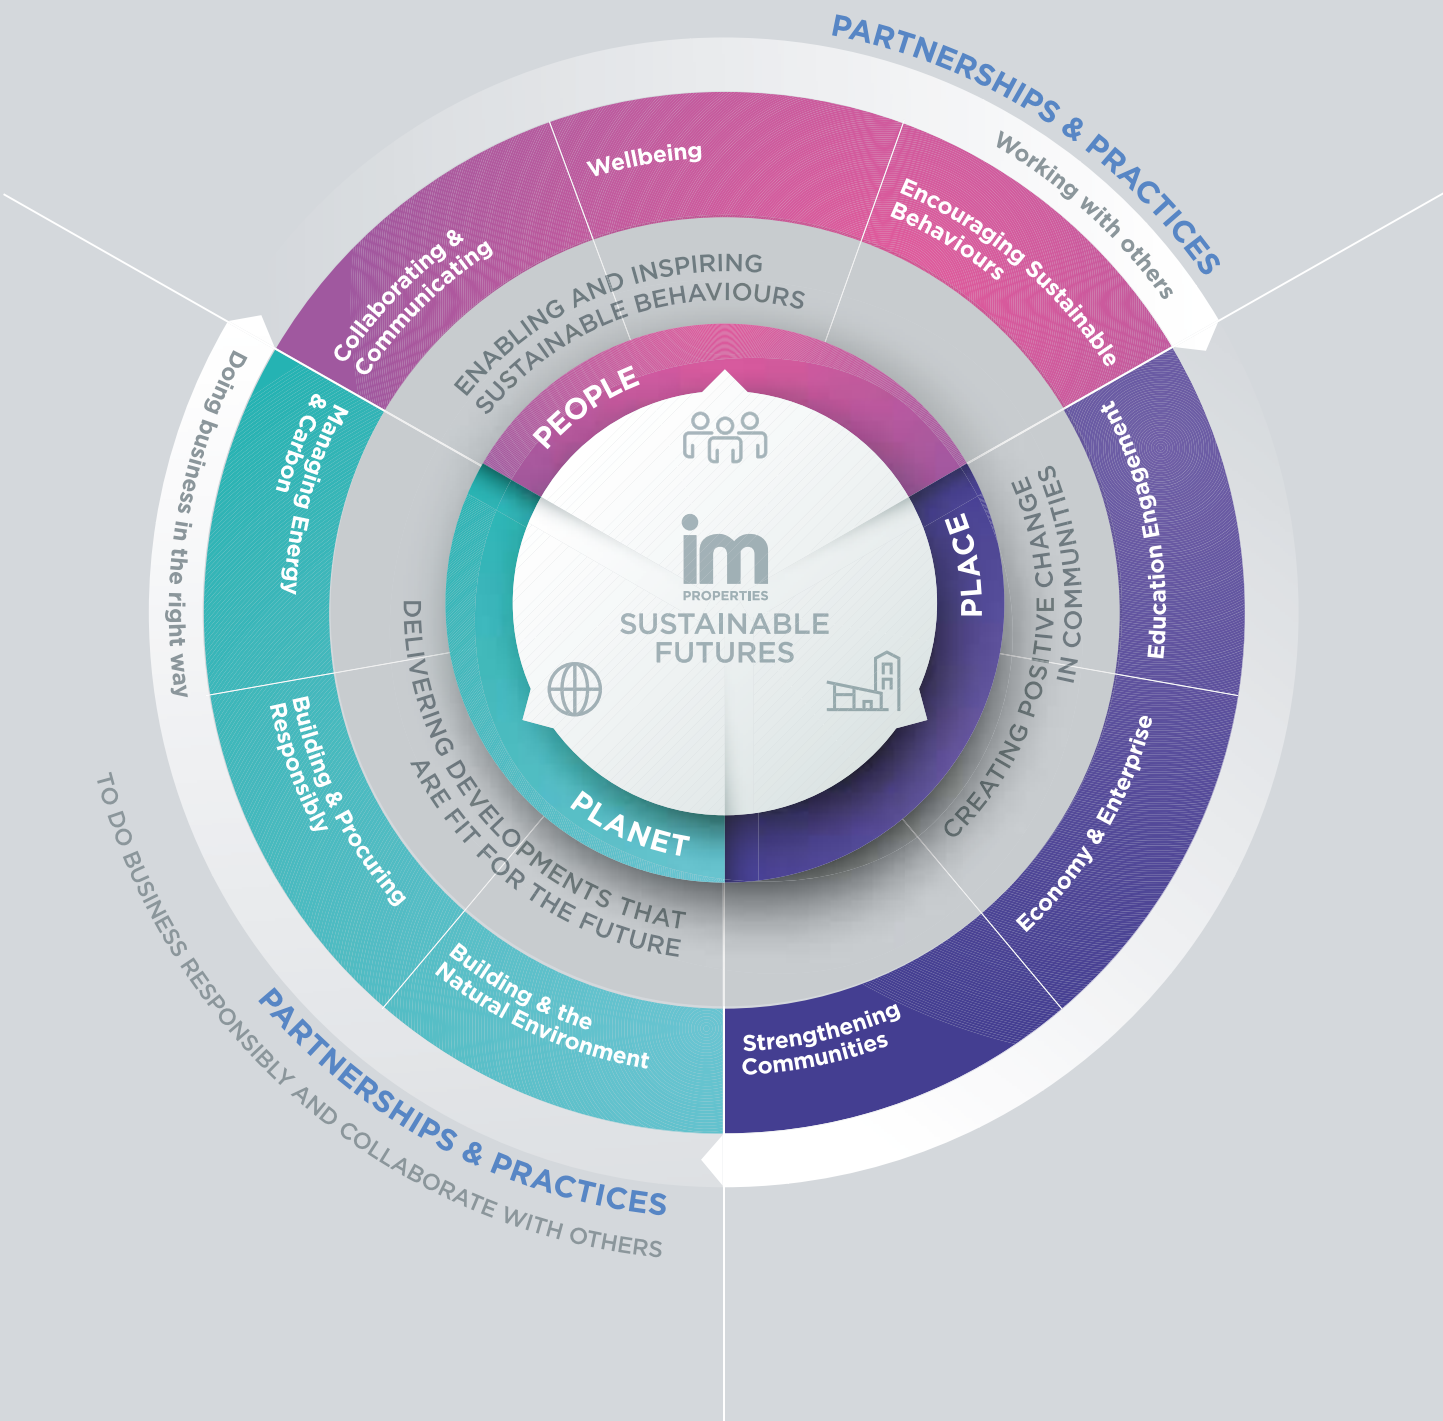 PARTNERSHIPS & PRACTICES
Working with others
Wellbeing
Encouraging Sustainable
Behaviours
Collaborating &
Communicating
ENABLING AND INSPIRING
SUSTAINABLE BEHAVIOURS
PEOPLE
Doing business in the right way
Managing Energy
& Carbon
Education Engagement
CREATING POSITIVE CHANGE
IN COMMUNITIES
PLACE
im
PROPERTIES
SUSTAINABLE
FUTURES
DELIVERING DEVELOPMENTS THAT
ARE FIT FOR THE FUTURE
PLANET
Building & Procuring
Responsibly
Economy & Enterprise
Building & the
Natural Environment
Strengthening
Communities
PARTNERSHIPS & PRACTICES
TO DO BUSINESS RESPONSIBLY AND COLLABORATE WITH OTHERS